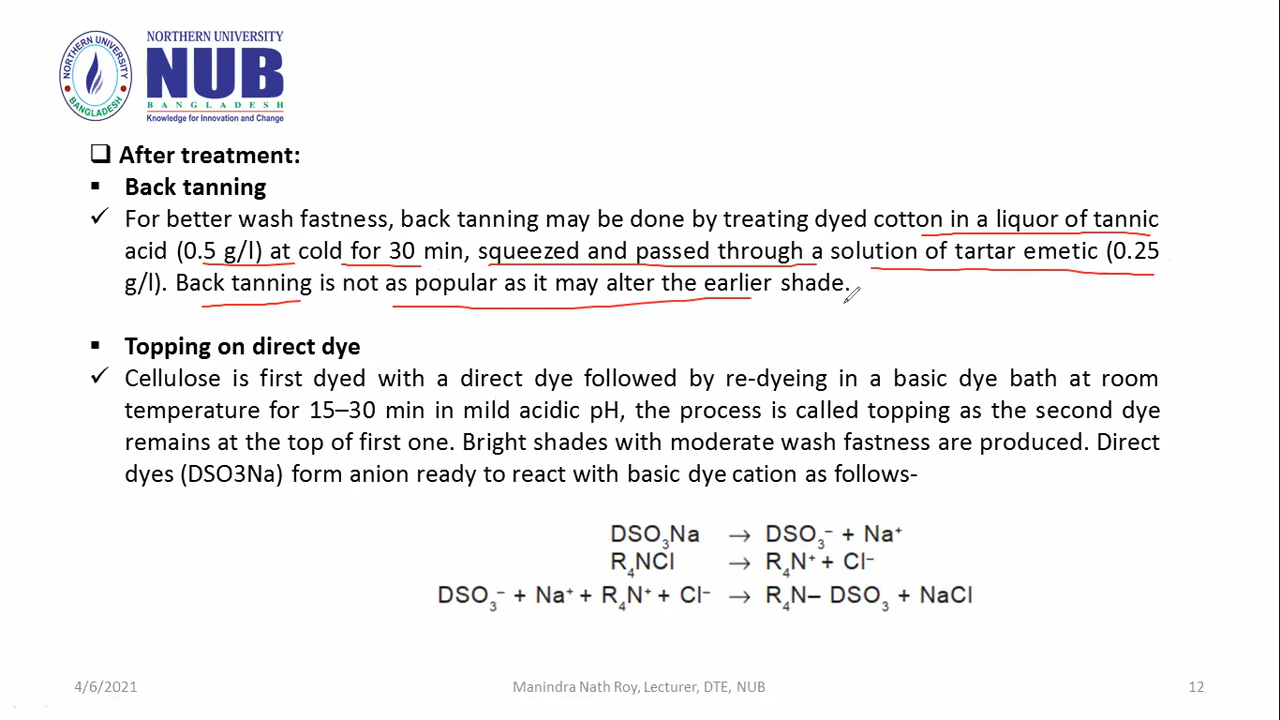 NORTHERN UNIVERSITY
NORTHERN UNIVERSITY
NUB
BANGLADESH
BANGLADESH
Knowledge for Innovation and Change
After treatment:
Back tanning
For better wash fastness, back tanning may be done by treating dyed cotton in a liquor of tannic
acid (0.5 g/l) at cold for 30 min, squeezed and passed through a solution of tartar emetic (0.25
g/l). Back tanning is not as popular as it may alter the earlier shade.
Topping on direct dye
Cellulose is first dyed with a direct dye followed by re-dyeing in a basic dye bath at room
temperature for 15–30 min in mild acidic pH, the process is called topping as the second dye
remains at the top of first one. Bright shades with moderate wash fastness are produced. Direct
dyes (DSO3Na) form anion ready to react with basic dye cation as follows-
DSO₃Na → DSO₃⁻ + Na⁺
R₄NCl → R₄N⁺ + Cl⁻
DSO₃⁻ + Na⁺ + R₄N⁺ + Cl⁻ → R₄N– DSO₃ + NaCl
4/6/2021 Manindra Nath Roy, Lecturer, DTE, NUB 12